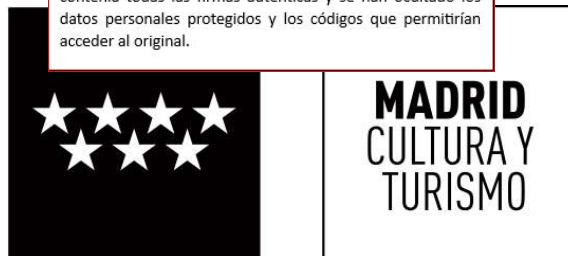 contenía todas las firmas auténticas y se han ocultado los
datos personales protegidos y los códigos que permitirían
acceder al original.
MADRID
CULTURA Y
TURISMO